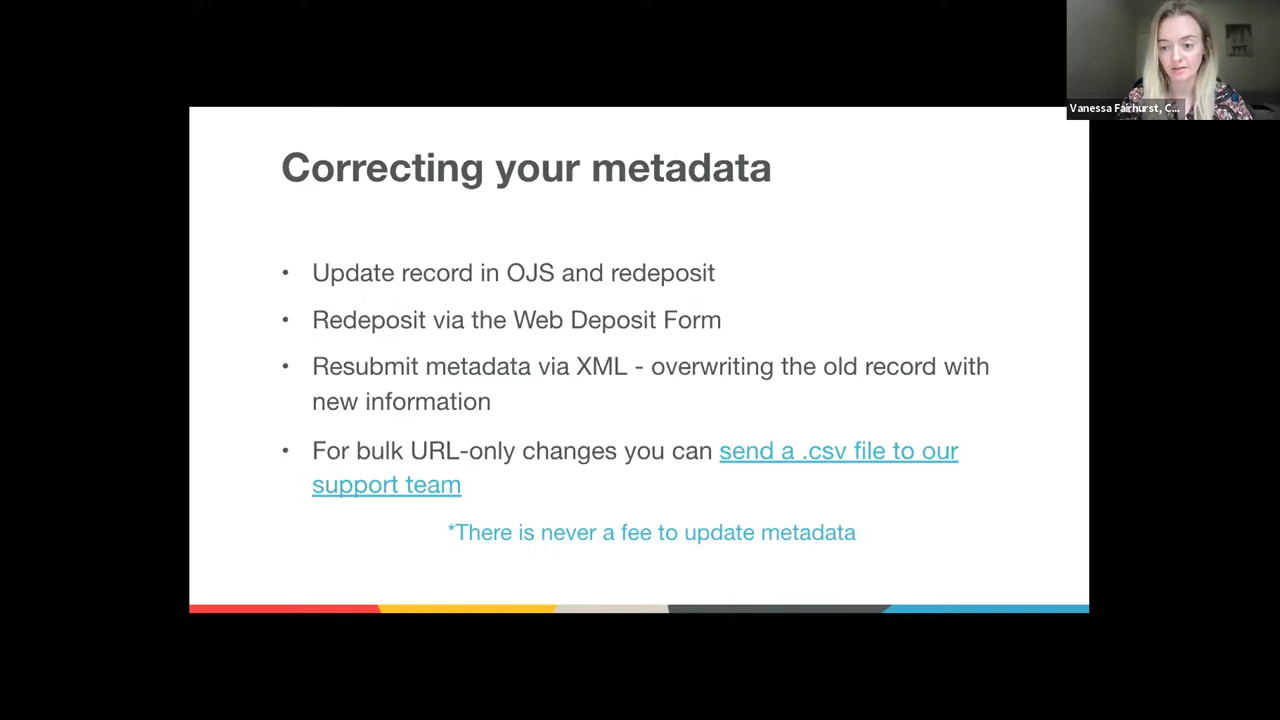 Vanessa Fairhurst, C...
Correcting your metadata
• Update record in OJS and redeposit
• Redeposit via the Web Deposit Form
• Resubmit metadata via XML - overwriting the old record with
new information
• For bulk URL-only changes you can send a .csv file to our
support team
*There is never a fee to update metadata